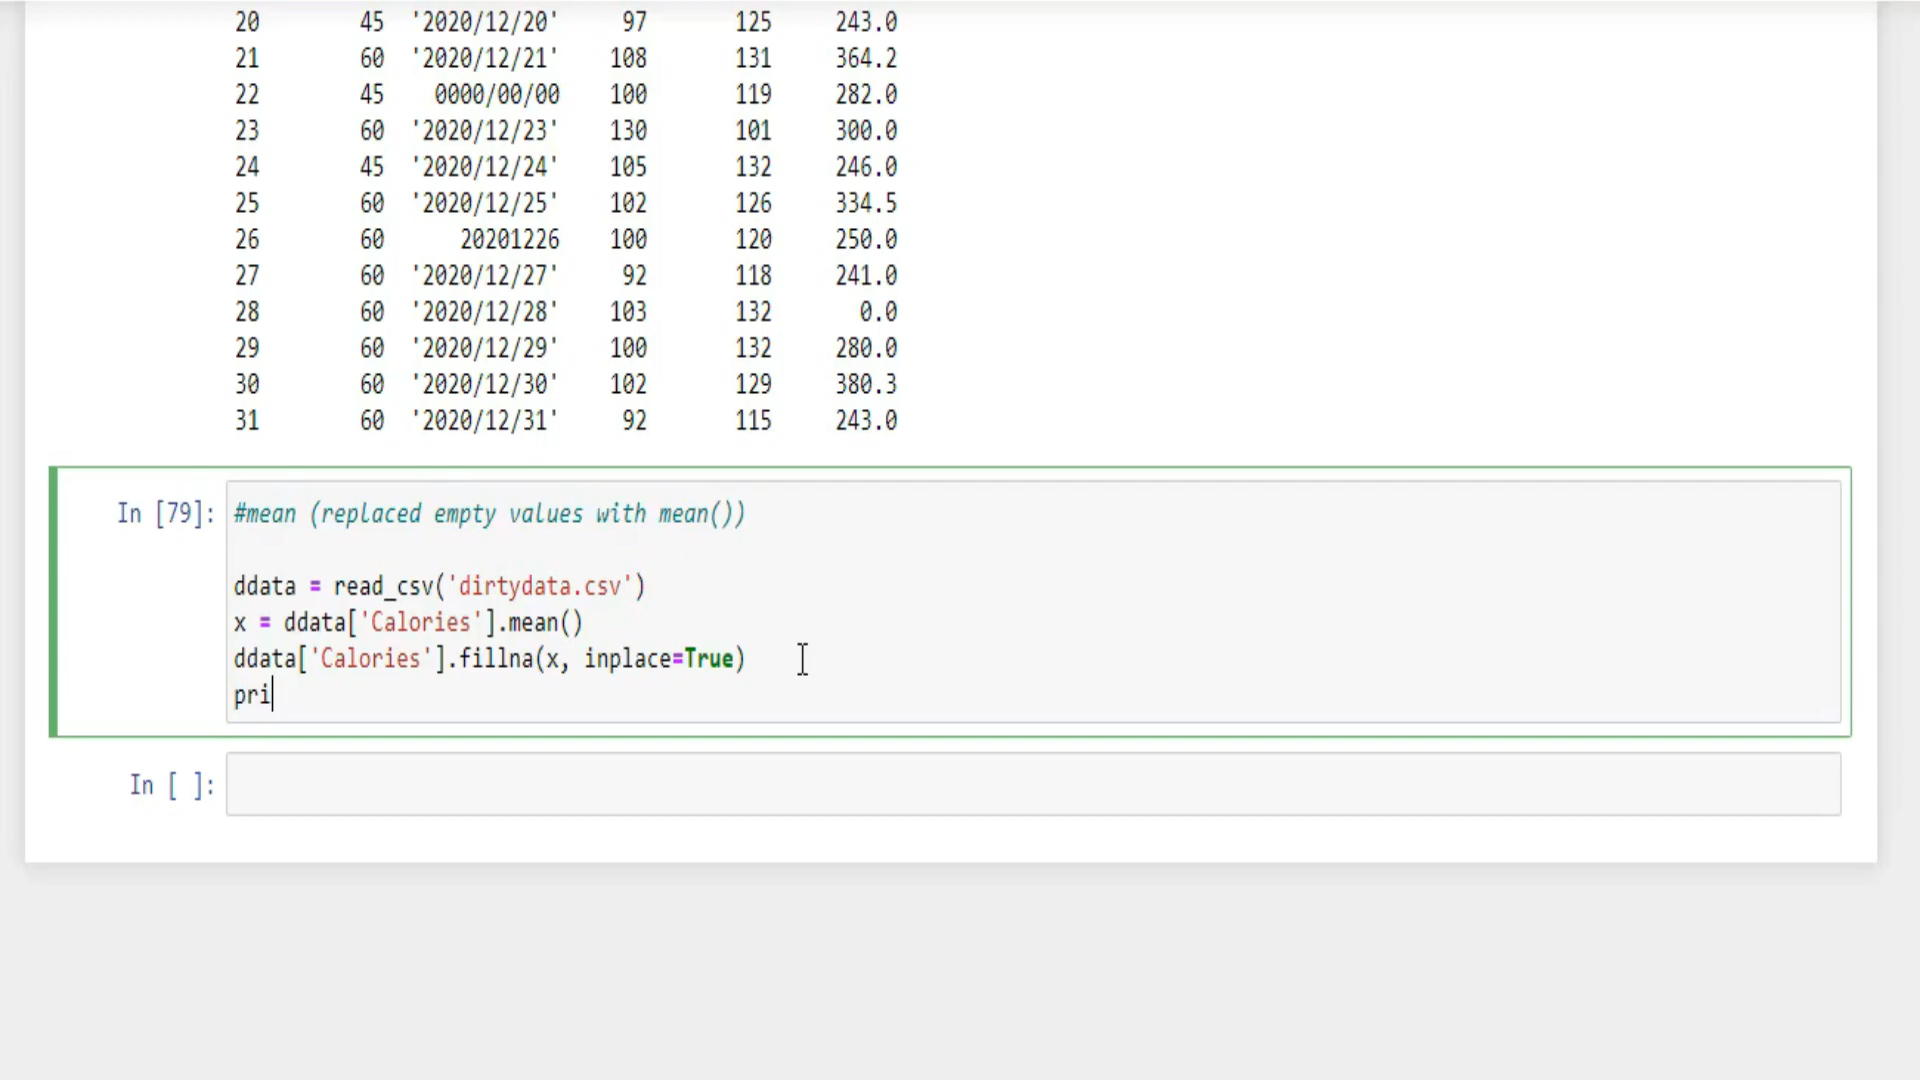 20 45 '2020/12/20' 97 125 243.0
21 60 '2020/12/21' 108 131 364.2
22 45 0000/00/00 100 119 282.0
23 60 '2020/12/23' 130 101 300.0
24 45 '2020/12/24' 105 132 246.0
25 60 '2020/12/25' 102 126 334.5
26 60 20201226 100 120 250.0
27 60 '2020/12/27' 92 118 241.0
28 60 '2020/12/28' 103 132 0.0
29 60 '2020/12/29' 100 132 280.0
30 60 '2020/12/30' 102 129 380.3
31 60 '2020/12/31' 92 115 243.0
In [79]: #mean (replaced empty values with mean())
ddata = read_csv('dirtydata.csv')
x = ddata['Calories'].mean()
ddata['Calories'].fillna(x, inplace=True)
pri
In [ ]: